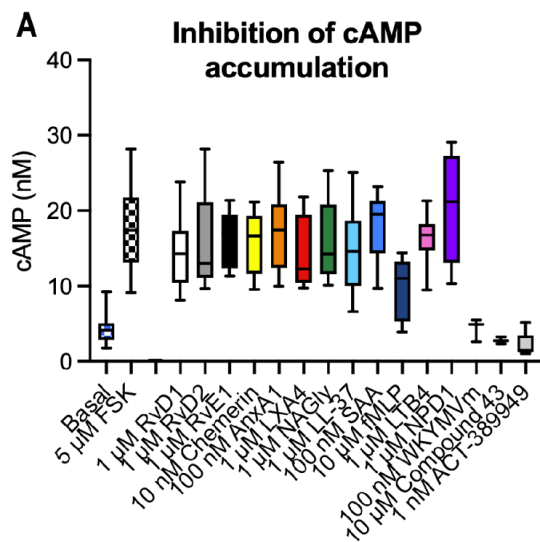 A
Inhibition of cAMP
accumulation
cAMP (nM)
40
30
20
10
0
Basal
5 µM FSK
1 µM RvD1
1 µM RvD2
1 µM RvE1
10 nM Chemerin
100 nM AnxA1
1 µM LXA4
1 µM NAGly
1 µM LL-37
100 nM SAA
10 µM fMLP
1 µM LTB4
1 µM NPD1
100 nM WKYMVm
10 µM Compound 43
1 nM ACT-389949